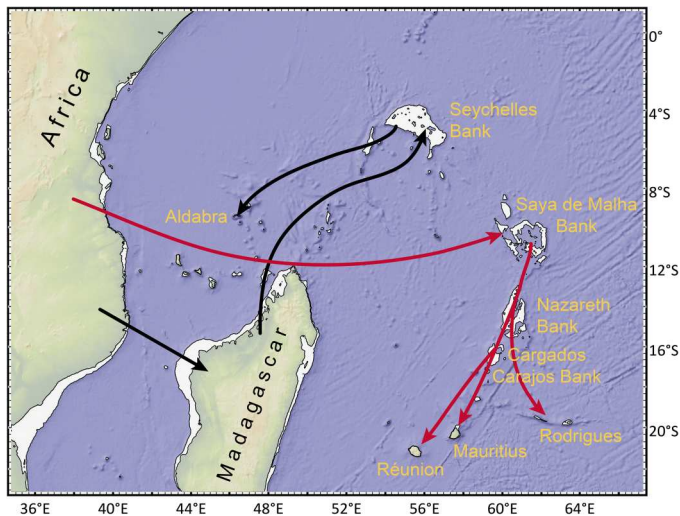 0°
Africa
Seychelles
Bank
4°S
8°S
Aldabra
Saya de Malha
Bank
12°S
Nazareth
Bank
Madagascar
Cargados
Carajos Bank
16°S
Rodrigues
Mauritius
Réunion
20°S
36°E 40°E 44°E 48°E 52°E 56°E 60°E 64°E